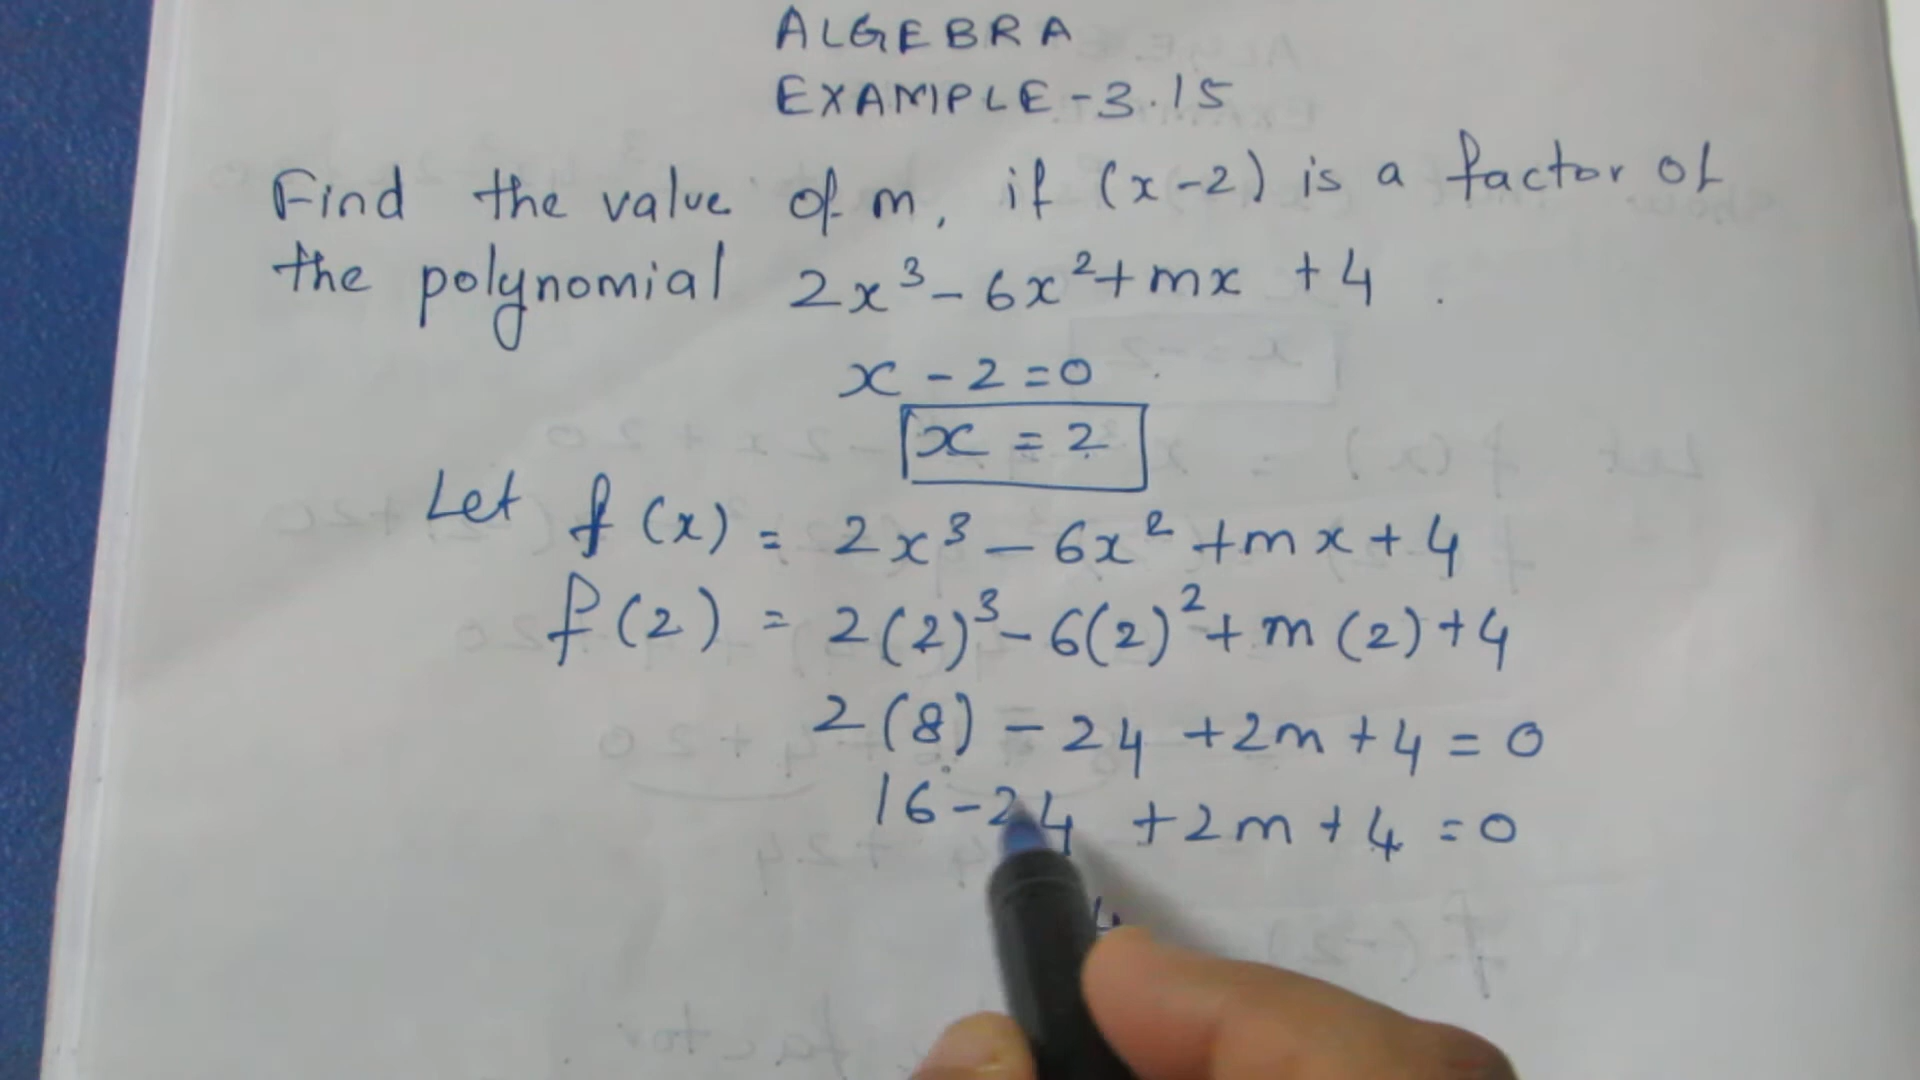 ALGEBRA
EXAMPLE-3.15
Find the value of m, if (x-2) is a factor of
the polynomial 2x³-6x²+mx +4.
x-2=0
x=2
Let f(x) = 2x³-6x²+mx+4
f(2) = 2(2)³-6(2)²+m(2)+4
2(8)-24+2m+4=0
16-24+2m+4=0